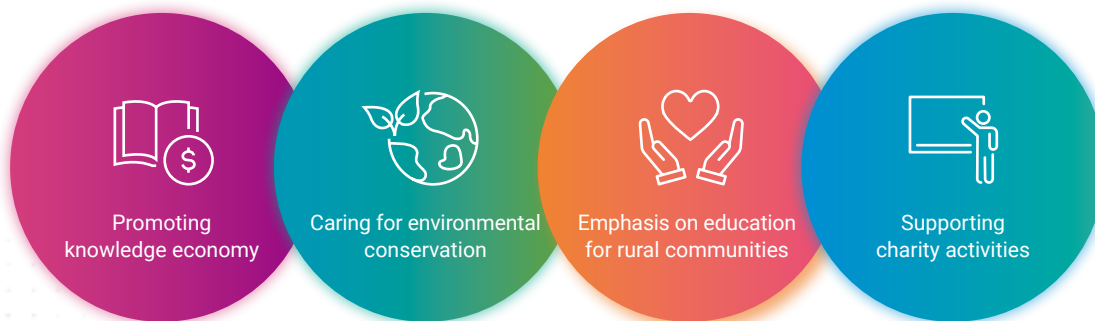 Promoting
knowledge economy
Caring for environmental
conservation
Emphasis on education
for rural communities
Supporting
charity activities
$